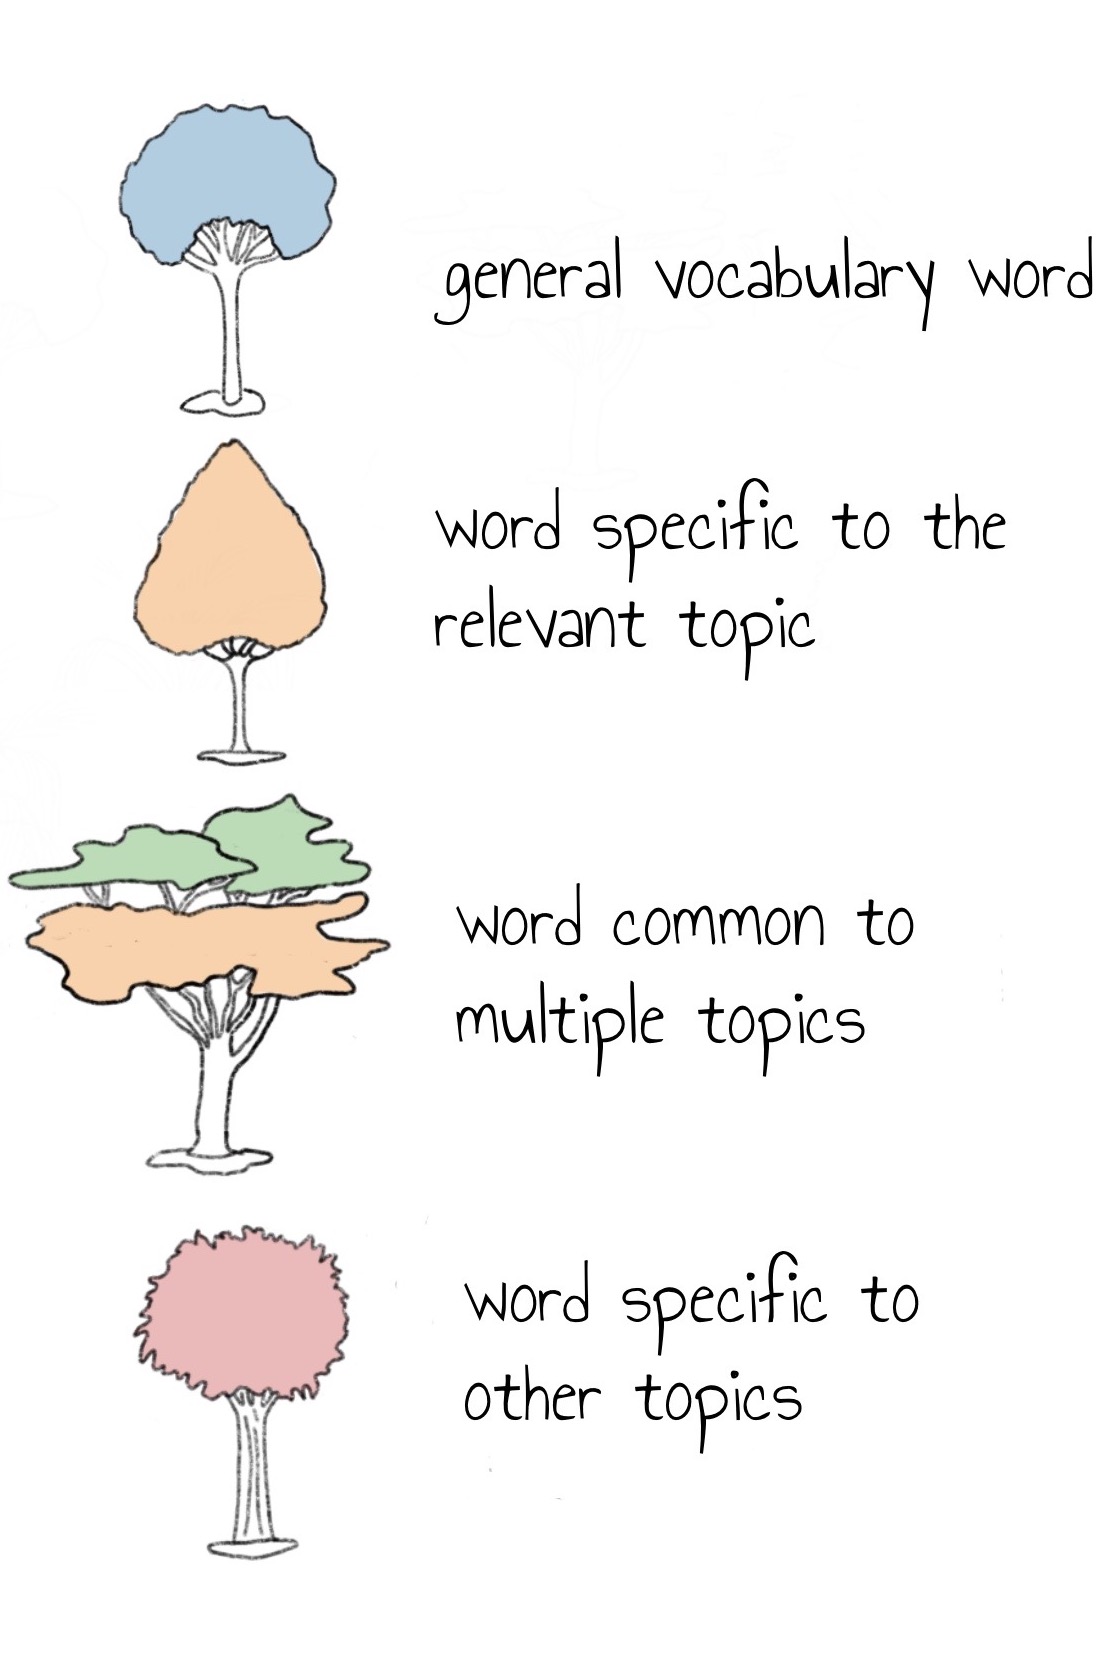 general vocabulary word
word specific to the
relevant topic
word common to
multiple topics
word specific to
other topics